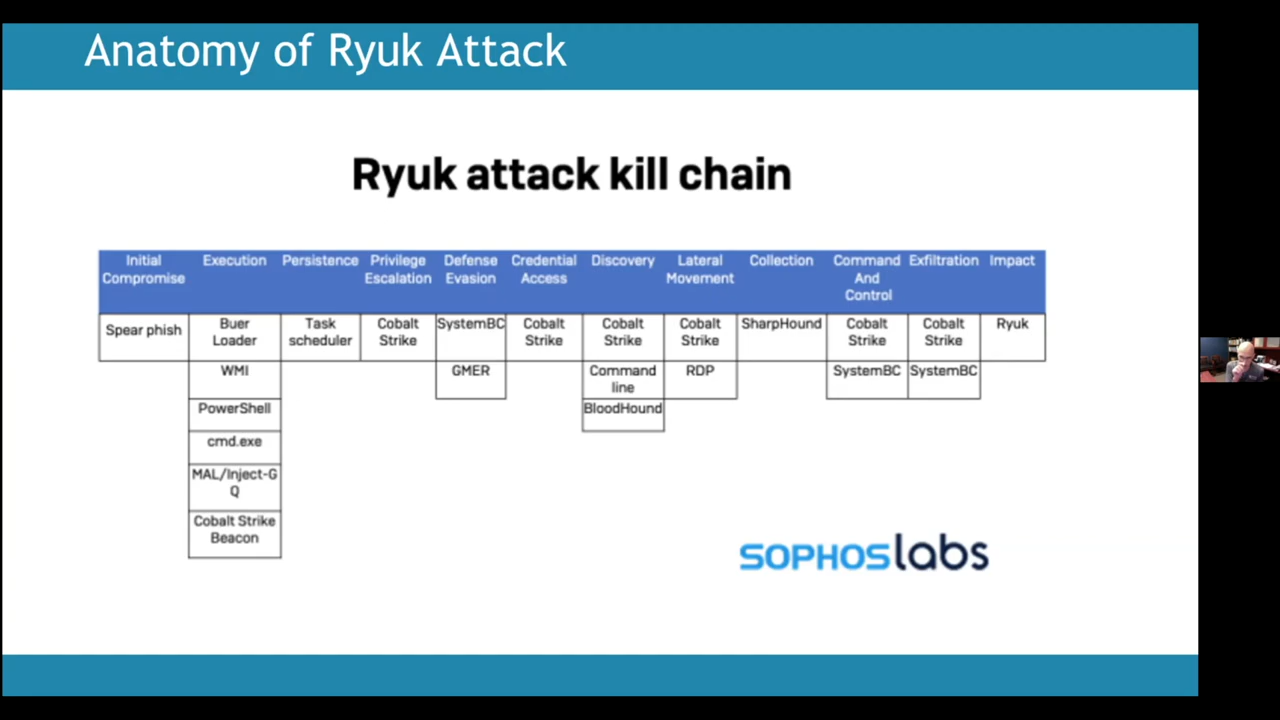 Anatomy of Ryuk Attack
Ryuk attack kill chain
Initial
Compromise
Execution
Persistence
Privilege
Escalation
Defense
Evasion
Credential
Access
Discovery
Lateral
Movement
Collection
Command
And
Control
Exfiltration
Impact
Spear phish
Buer
Loader
Task
scheduler
Cobalt
Strike
SystemBC
Cobalt
Strike
Cobalt
Strike
Cobalt
Strike
SharpHound
Cobalt
Strike
Cobalt
Strike
Ryuk
WMI
GMER
Command
line
RDP
SystemBC
SystemBC
PowerShell
BloodHound
cmd.exe
MAL/Inject-G
Q
Cobalt Strike
Beacon
SOPHOSlabs